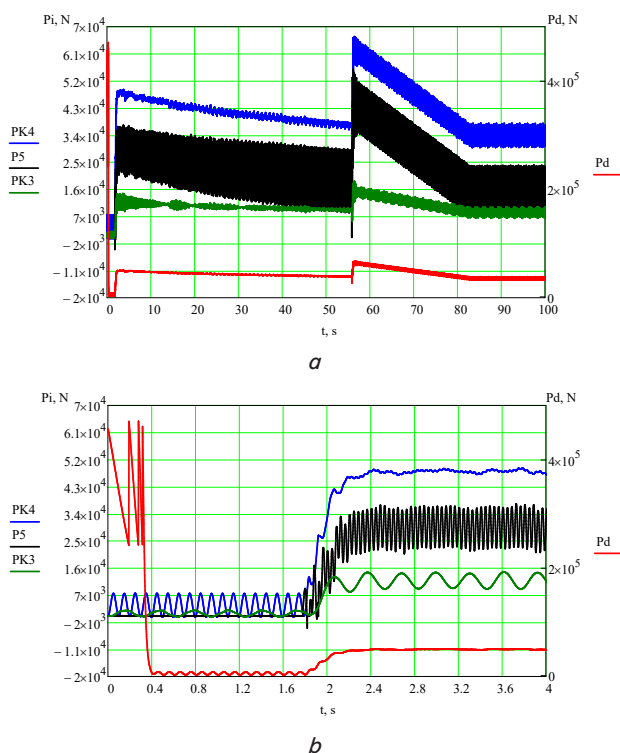 Pi, N
Pd, N
7×10⁴
6.1×10⁴
5.2×10⁴
4.3×10⁴
3.4×10⁴
2.5×10⁴
1.6×10⁴
7×10³
−2×10³
−1.1×10⁴
−2×10⁴
4×10⁵
2×10⁵
0
PK4
P5
PK3
Pd
0 10 20 30 40 50 60 70 80 90 100
t, s
a
Pi, N
Pd, N
7×10⁴
6.1×10⁴
5.2×10⁴
4.3×10⁴
3.4×10⁴
2.5×10⁴
1.6×10⁴
7×10³
−2×10³
−1.1×10⁴
−2×10⁴
4×10⁵
2×10⁵
0
PK4
P5
PK3
Pd
0 0.4 0.8 1.2 1.6 2 2.4 2.8 3.2 3.6 4
t, s
b